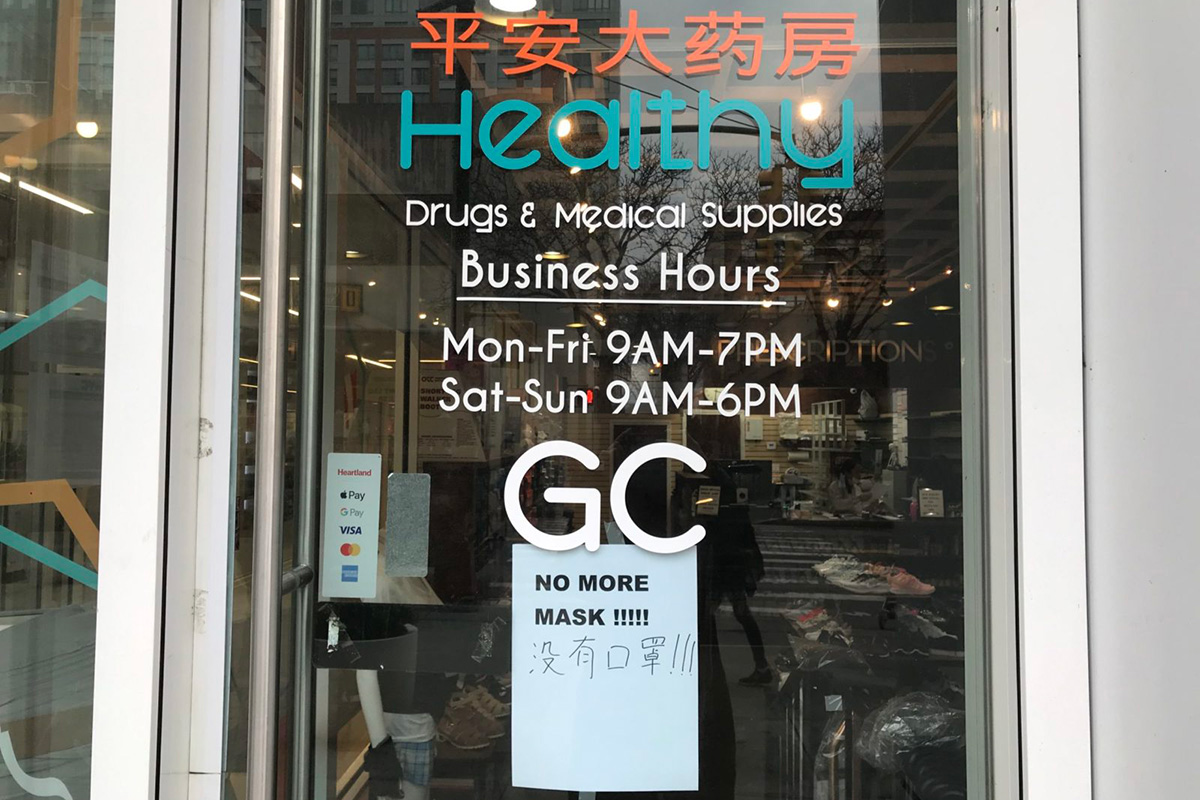 平安大药房
Healthy
Drugs & Medical Supplies
Business Hours
Mon-Fri 9AM-7PM
Sat-Sun 9AM-6PM
PRESCRIPTIONS
GC
Heartland
Pay
G Pay
VISA
NO MORE
MASK !!!!!
没有口罩!!!